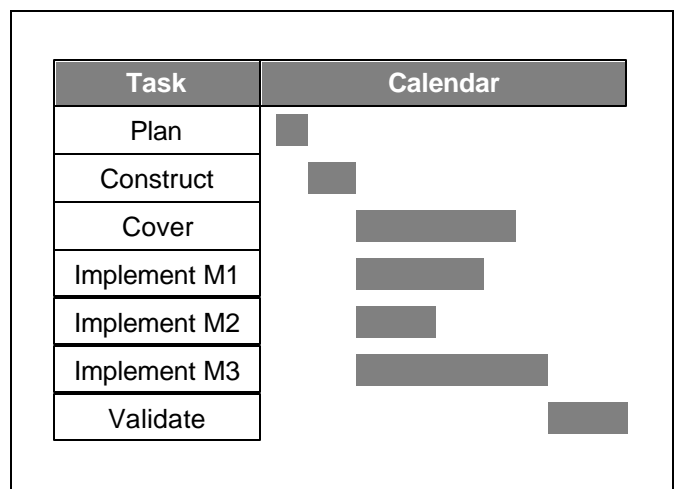 Task Calendar
Plan
Construct
Cover
Implement M1
Implement M2
Implement M3
Validate